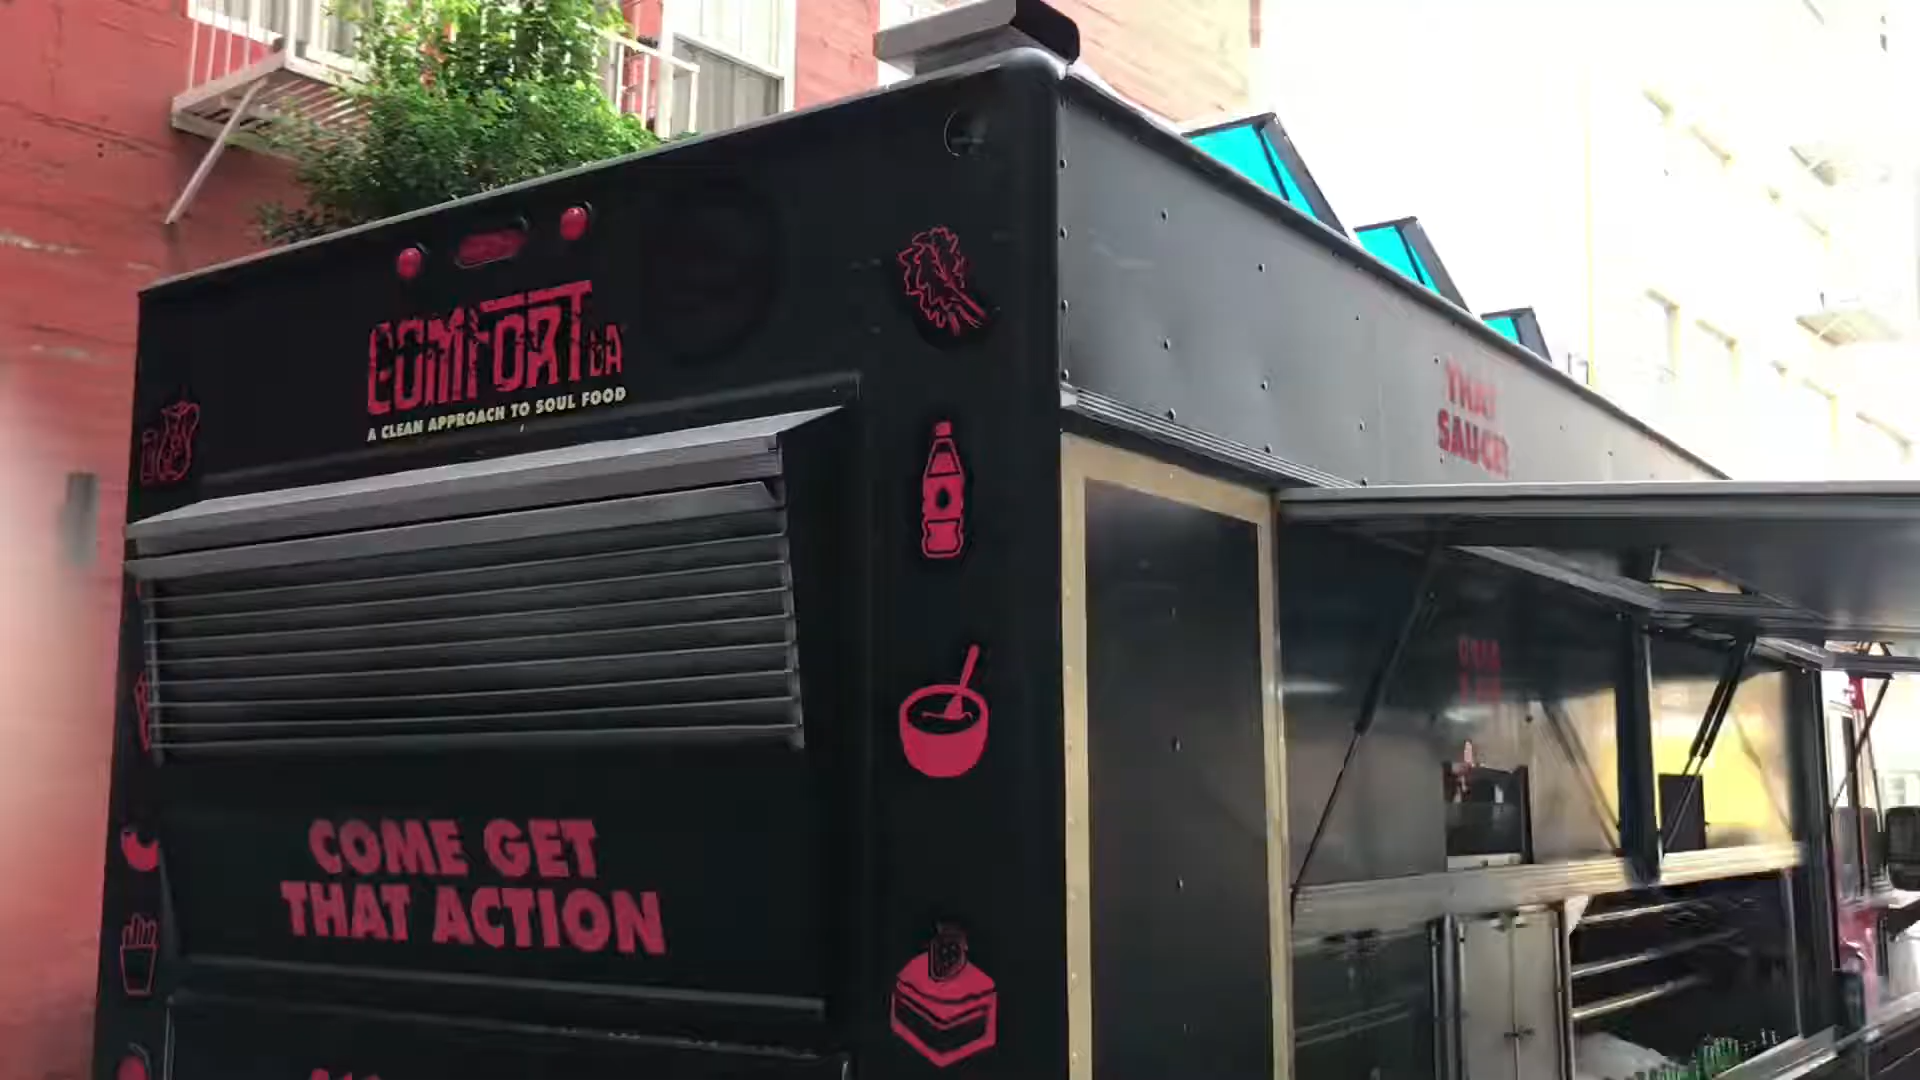 COMFORT LA
A CLEAN APPROACH TO SOUL FOOD
THAT
SAUCE!
COME GET
THAT ACTION